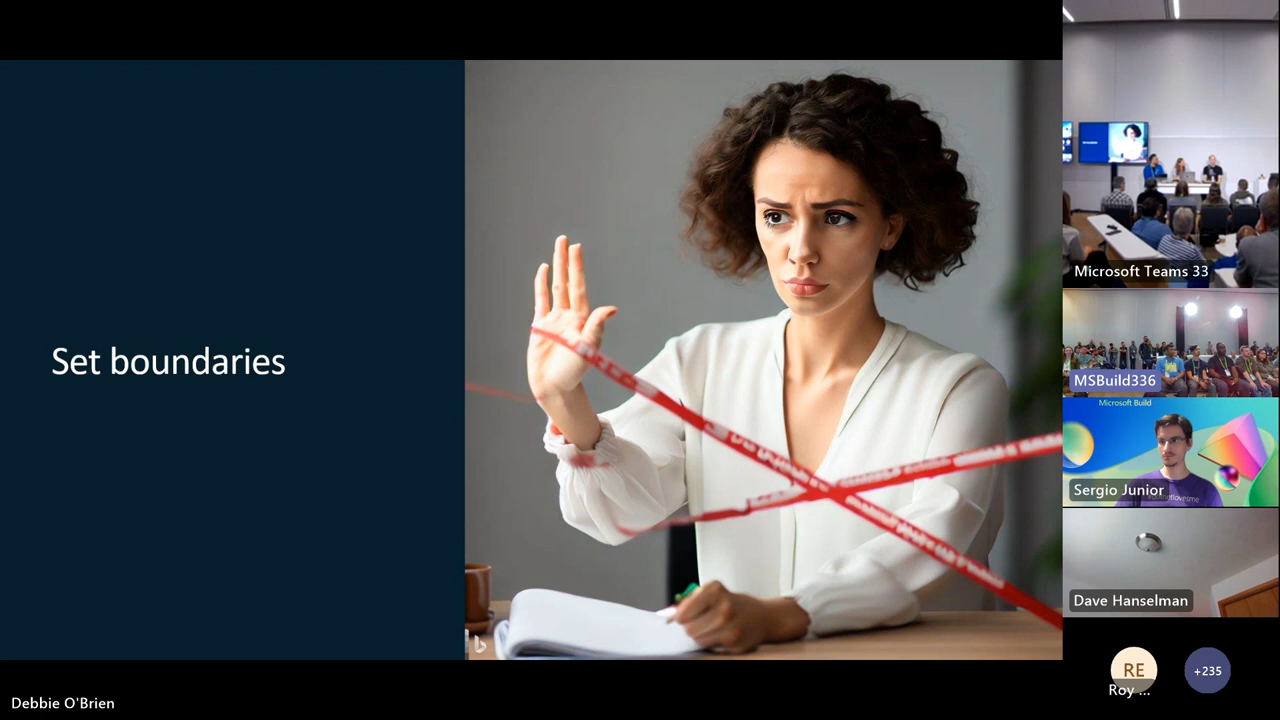 Set boundaries
Debbie O'Brien
Microsoft Teams 33
MSBuild336
Microsoft Build
Sergio Junior
Dave Hanselman
RE
Roy ...
+235